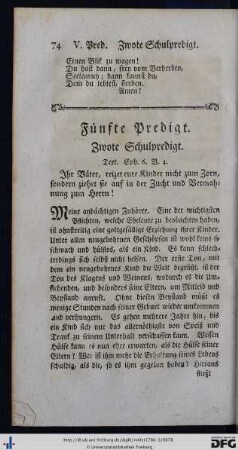 74 V. Pred. Zwote Schulpredigt.
Einen Blik zu wagen!
Du hast dann, frey vom Verderben,
Seelenruh; dann kannst du,
Dem du lebtest, sterben.
Amen!
Fünfte Predigt.
Zwote Schulpredigt.
Text. Eph. 6. V. 4.
Ihr Väter, reizet eure Kinder nicht zum Zorn,
sondern ziehet sie auf in der Zucht und Vermah-
nung zum Herrn!
Meine andächtigen Zuhörer. Eine der wichtigsten
Pflichten, welche Eheleute zu beobachten haben,
ist ohnstreitig eine gottgefällige Erziehung ihrer Kinder.
Unter allen neugebohrnen Geschöpfen ist wohl keins so
schwach und hülflos, als ein Kind. Es kann schlech-
terdings sich selbst nicht helfen. Der erste Ton, mit
dem ein neugebohrnes Kind die Welt begrüßt, ist der
Ton des Klagens und Weinens, wodurch es die Um-
stehenden, und besonders seine Eltern, um Mitleid und
Beystand anruft. Ohne diesen Beystand müßt es
wenige Stunden nach seiner Geburt wieder umkommen
und verhungern. Es gehen mehrere Jahre hin, bis
ein Kind sich nur das allernöthigste von Speiß und
Trank zu seinem Unterhalt verschaffen kann. Wessen
Hülfe kann es nun eher erwarten, als die Hülfe seiner
Eltern? Wer ist ihm mehr die Erhaltung seines Lebens
schuldig, als die, so es ihm gegeben haben? Hieraus
fließt